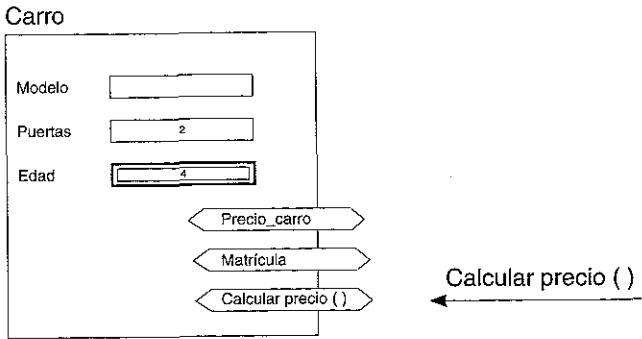 Carro
Modelo
Puertas 2
Edad 4
Precio_carro
Matrícula
Calcular precio ( )
Calcular precio ( )